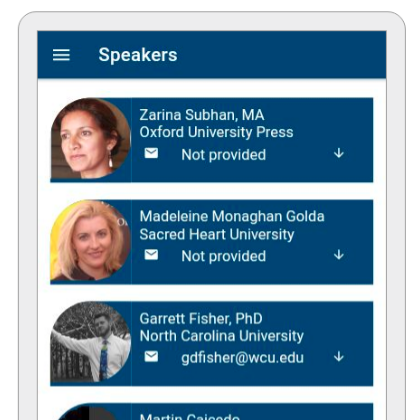 Speakers
Zarina Subhan, MA
Oxford University Press
Not provided
Madeleine Monaghan Golda
Sacred Heart University
Not provided
Garrett Fisher, PhD
North Carolina University
gdfisher@wcu.edu
Martin Caicedo